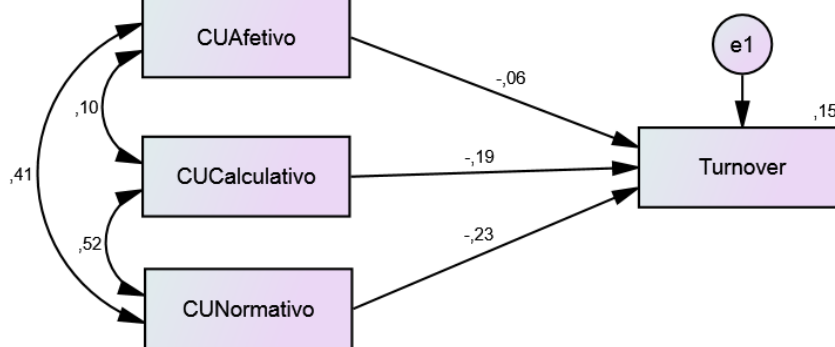 CUAfetivo
e1
-,06
,10
,15
-,19
Turnover
,41
CUCalculativo
-,23
,52
CUNormativo